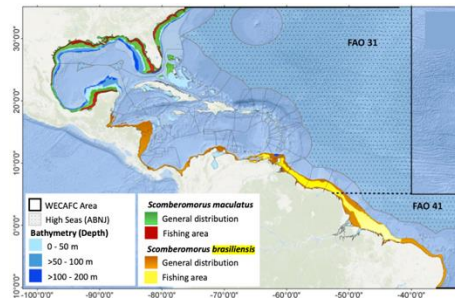 30°0'0"
20°0'0"
10°0'0"
0°0'0"
10°0'0"
FAO 31
FAO 41
WECAFC Area
High Seas (ABNJ)
Bathymetry (Depth)
0 - 50 m
>50 - 100 m
>100 - 200 m
Scomberomorus maculatus
General distribution
Fishing area
Scomberomorus brasiliensis
General distribution
Fishing area
-100°0'0" -90°0'0" -80°0'0" -70°0'0" -60°0'0" -50°0'0" -40°0'0"